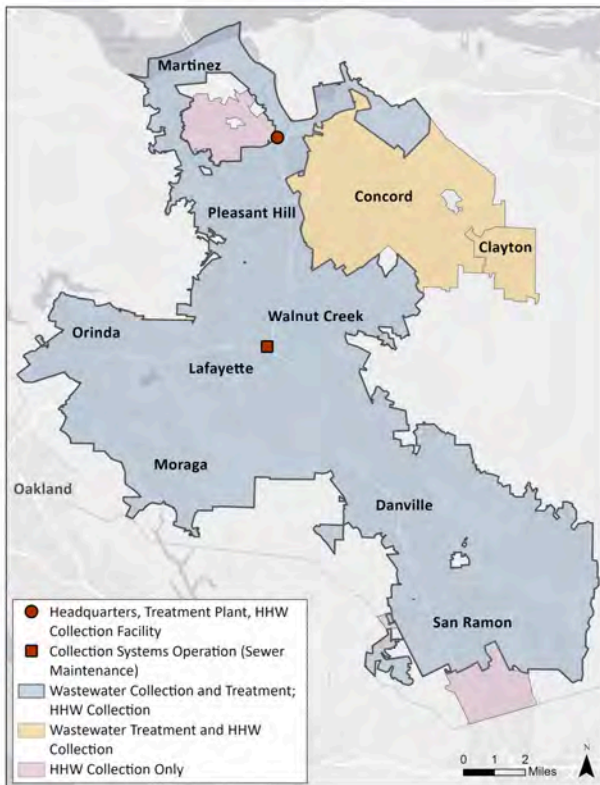 Martinez
Concord
Pleasant Hill
Clayton
Walnut Creek
Orinda
Lafayette
Moraga
Oakland
Danville
San Ramon
Headquarters, Treatment Plant, HHW
Collection Facility
Collection Systems Operation (Sewer
Maintenance)
Wastewater Collection and Treatment;
HHW Collection
Wastewater Treatment and HHW
Collection
HHW Collection Only
N
0 1 2
Miles